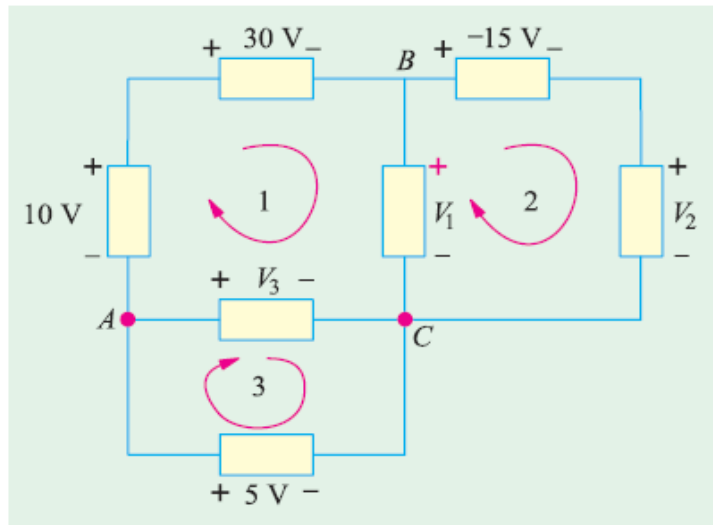 + 30 V –
B
+ –15 V –
+
10 V
–
1
+
V1
–
2
+
V2
–
+ V3 –
A
C
3
+ 5 V –